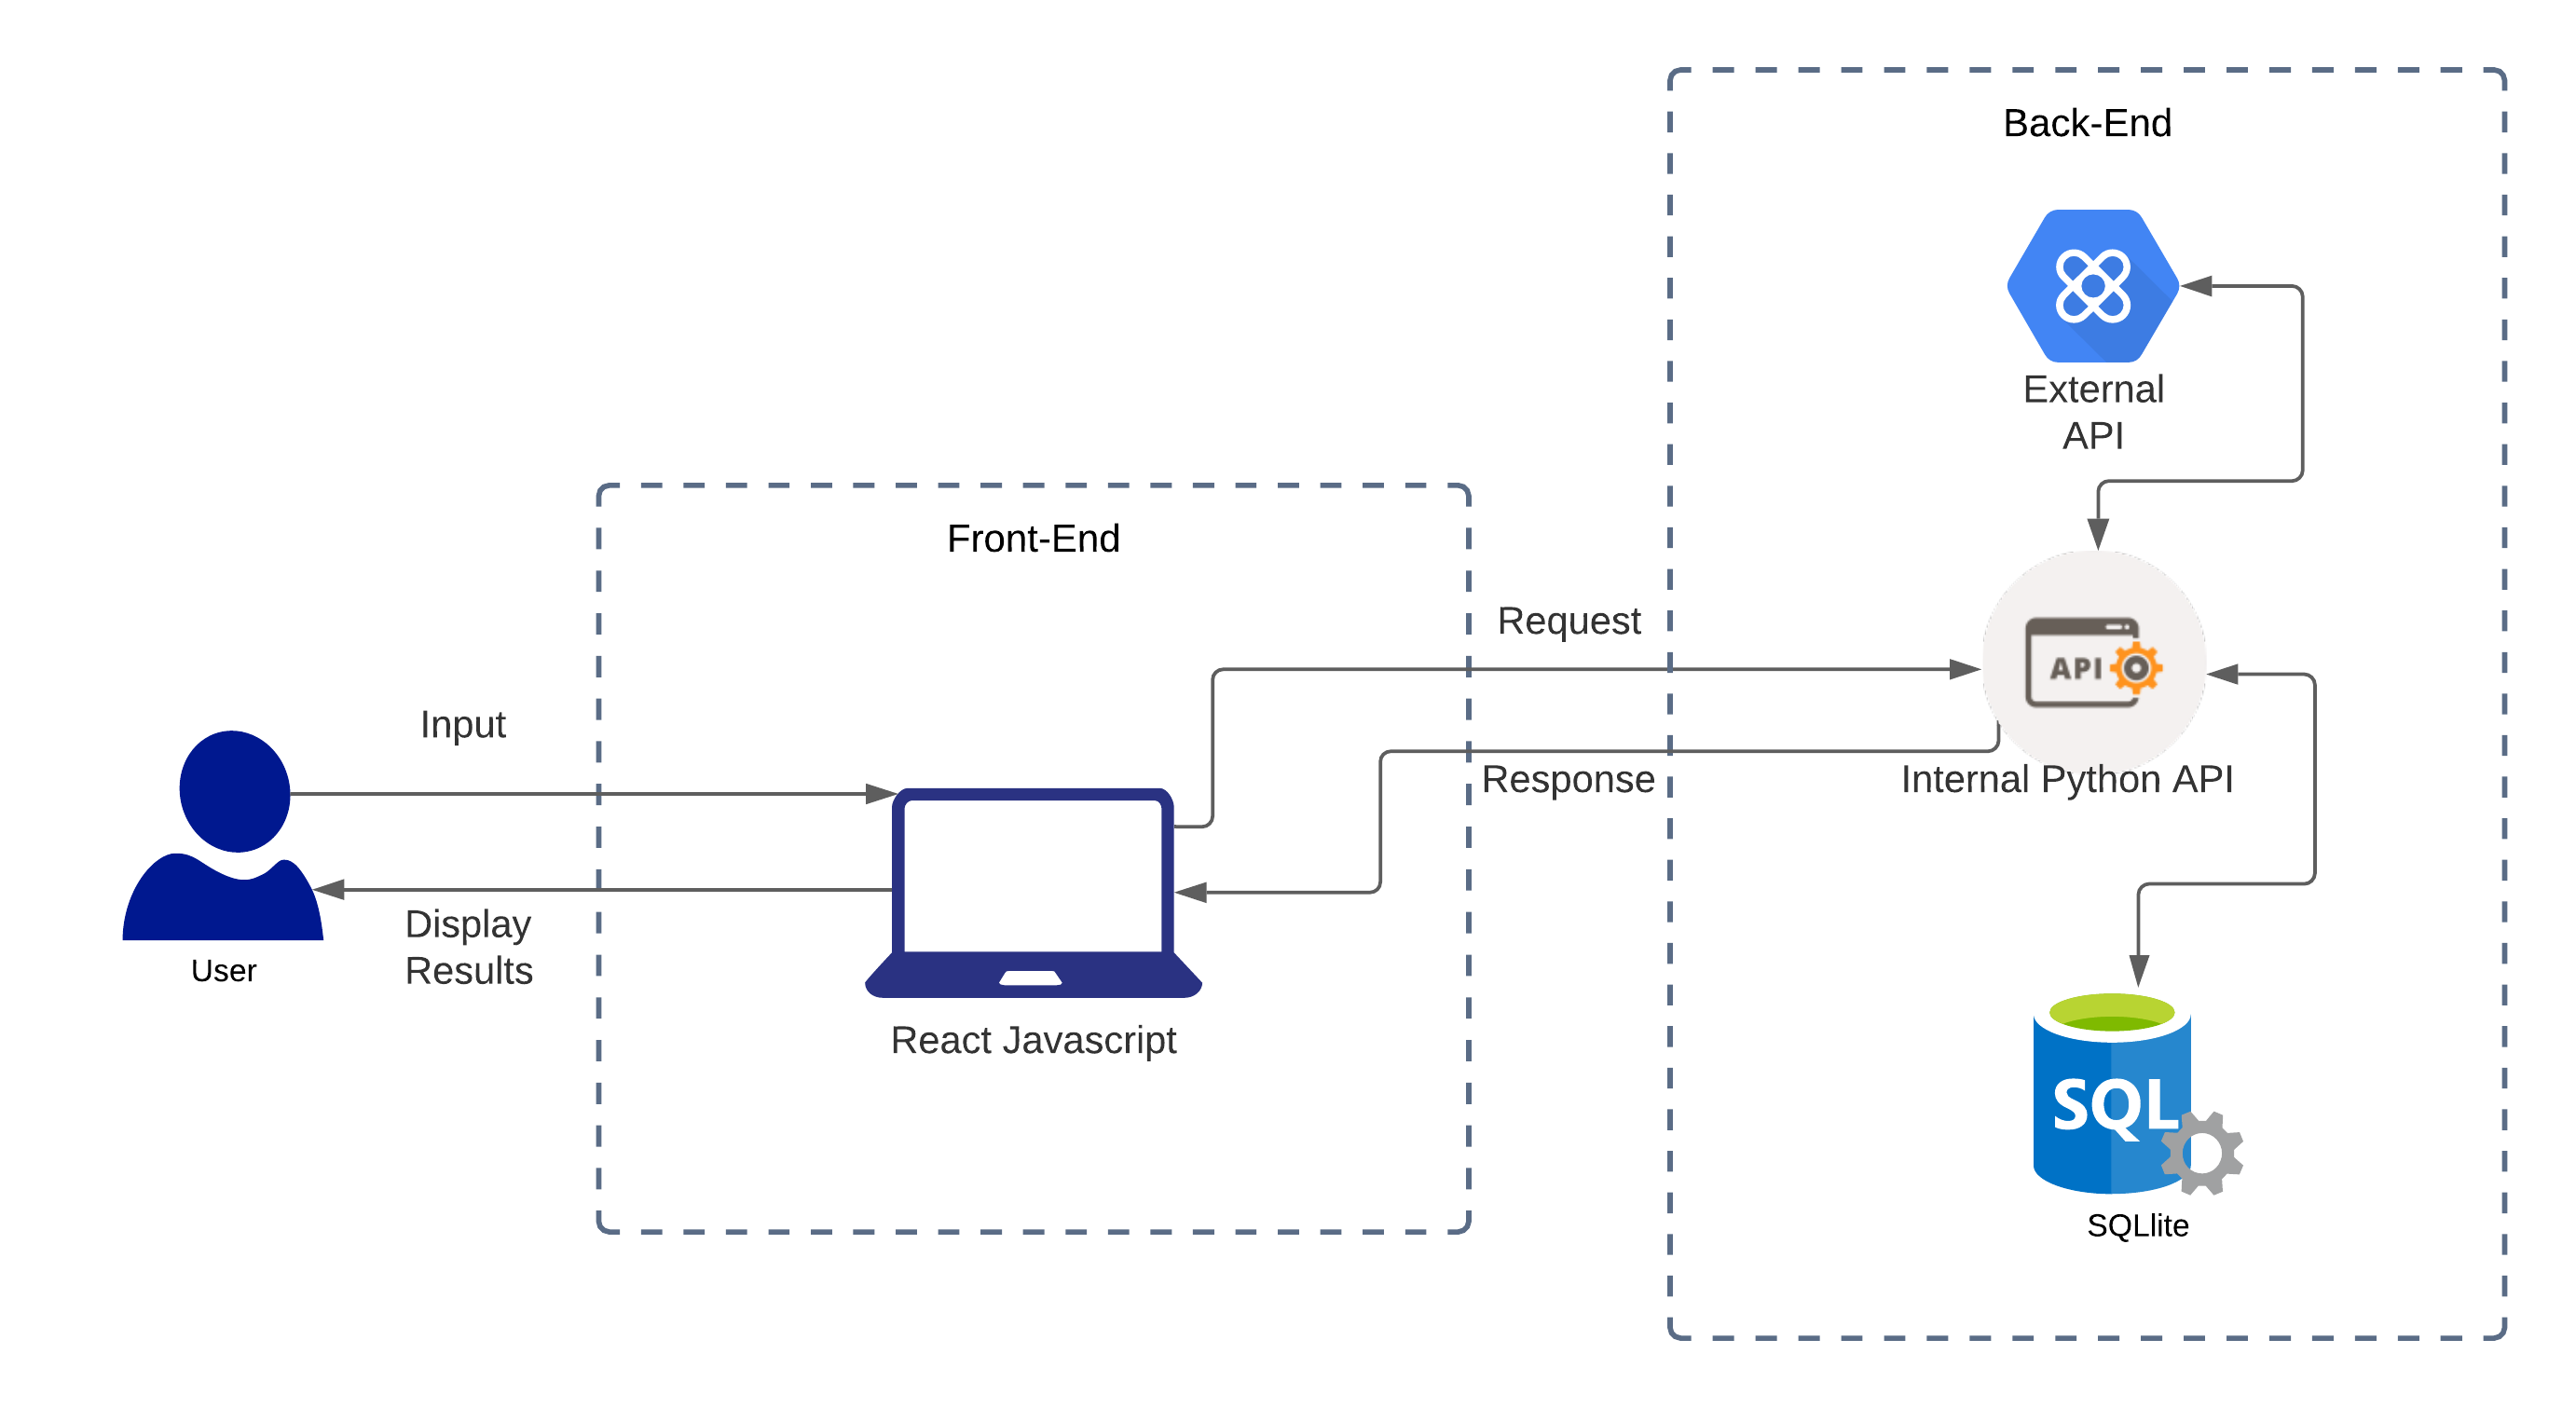 Back-End
External
API
Front-End
Request
API
Input
Response
Internal Python API
Display
Results
User
React Javascript
SQL
SQLlite